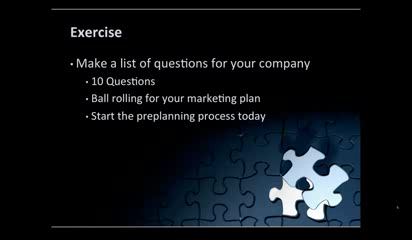 Exercise
• Make a list of questions for your company
• 10 Questions
• Ball rolling for your marketing plan
• Start the preplanning process today